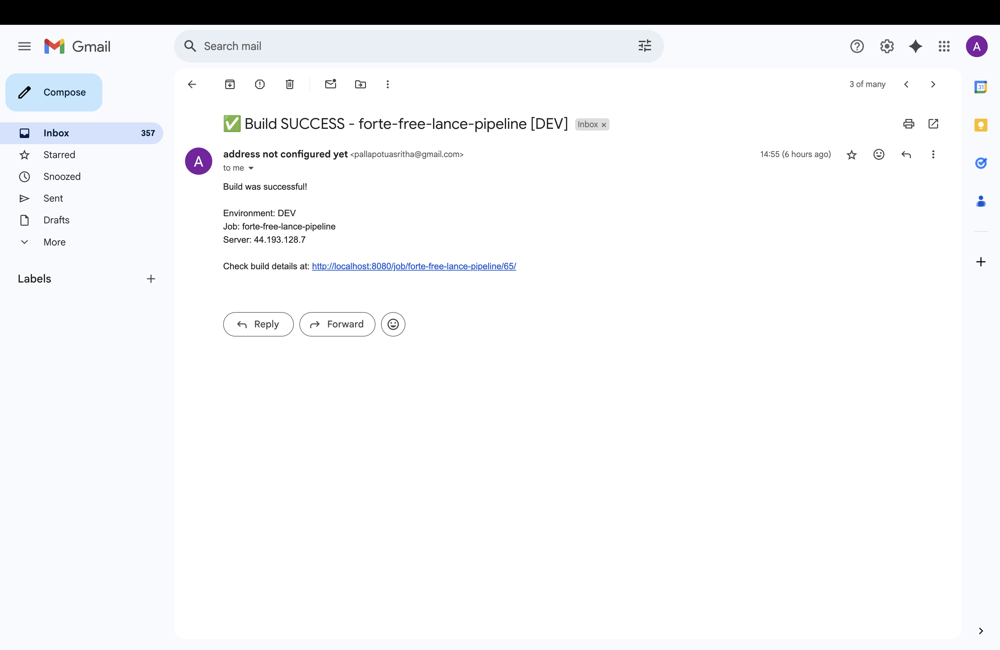 Gmail
Search mail
A
Compose
Inbox 357
Starred
Snoozed
Sent
Drafts
More
Labels
3 of many
✅ Build SUCCESS - forte-free-lance-pipeline [DEV] Inbox ×
A
address not configured yet <pallapotuasritha@gmail.com>
14:55 (6 hours ago)
to me
Build was successful!
Environment: DEV
Job: forte-free-lance-pipeline
Server: 44.193.128.7
Check build details at: http://localhost:8080/job/forte-free-lance-pipeline/65/
Reply
Forward
31